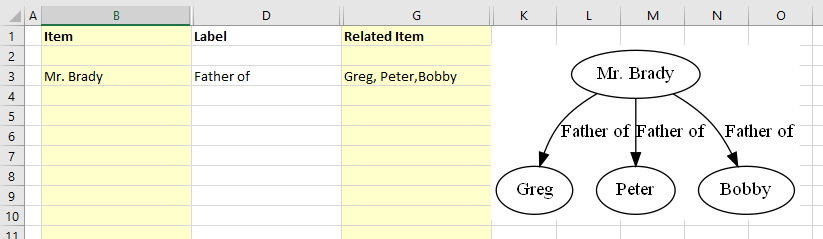 A B D G K L M N O
1 Item Label Related Item
2
3 Mr. Brady Father of Greg, Peter,Bobby
4
5
6
7
8
9
10
11
Mr. Brady
Father of Father of Father of
Greg Peter Bobby